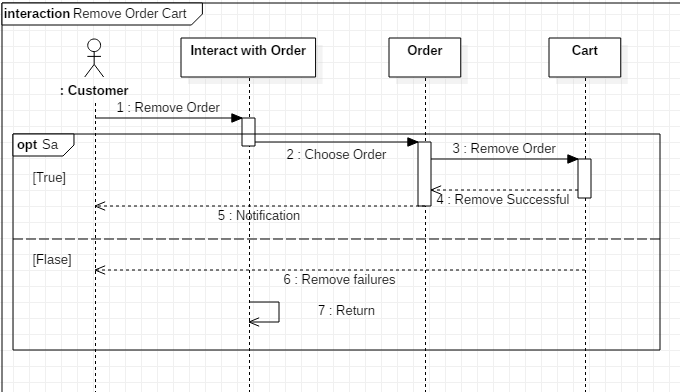 interaction Remove Order Cart
Interact with Order
Order
Cart
: Customer
1 : Remove Order
opt Sa
2 : Choose Order
3 : Remove Order
[True]
4 : Remove Successful
5 : Notification
[Flase]
6 : Remove failures
7 : Return